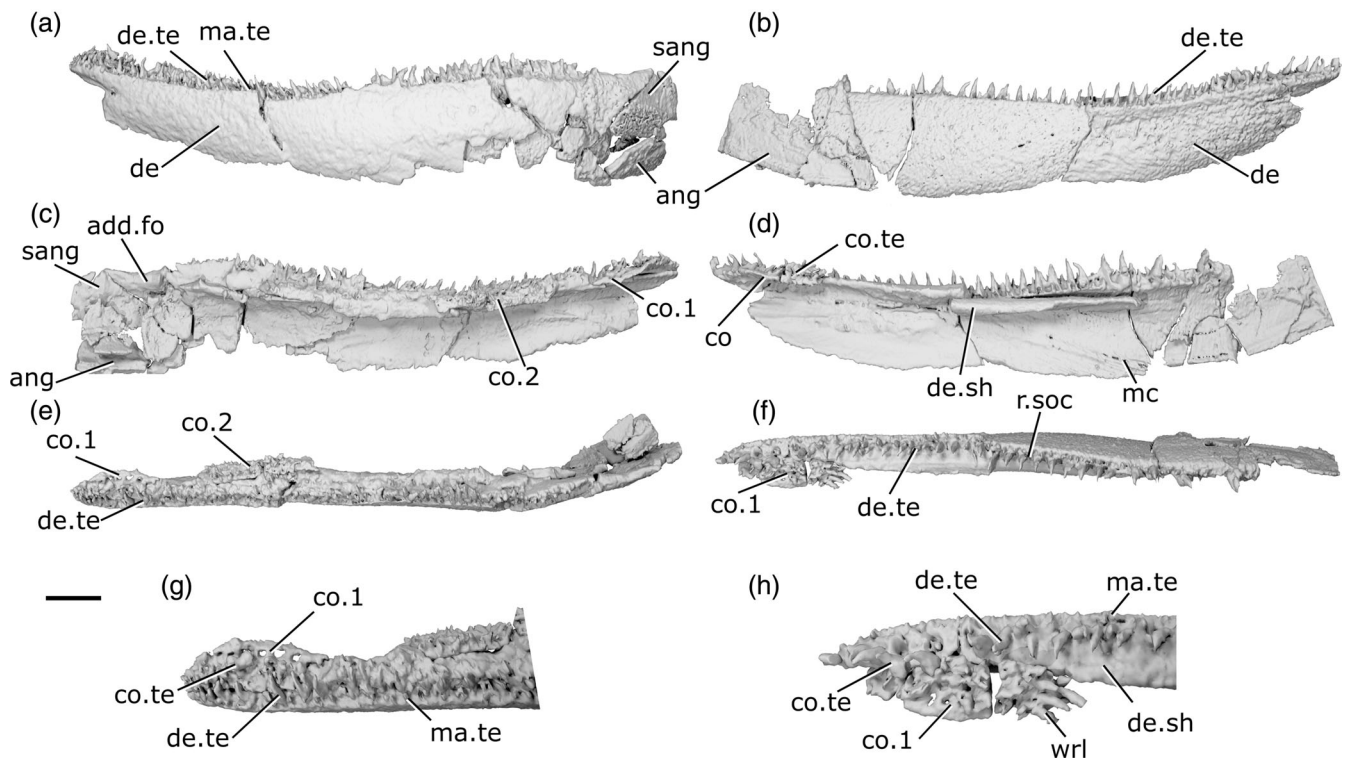 (a)
de.te
ma.te
sang
de
ang
(b)
de.te
de
(c)
sang
add.fo
co.1
co.2
ang
(d)
co.te
co
de.sh
mc
(e)
co.1
co.2
de.te
(f)
r.soc
co.1
de.te
(g)
co.1
co.te
de.te
ma.te
(h)
de.te
ma.te
co.te
co.1
wrl
de.sh